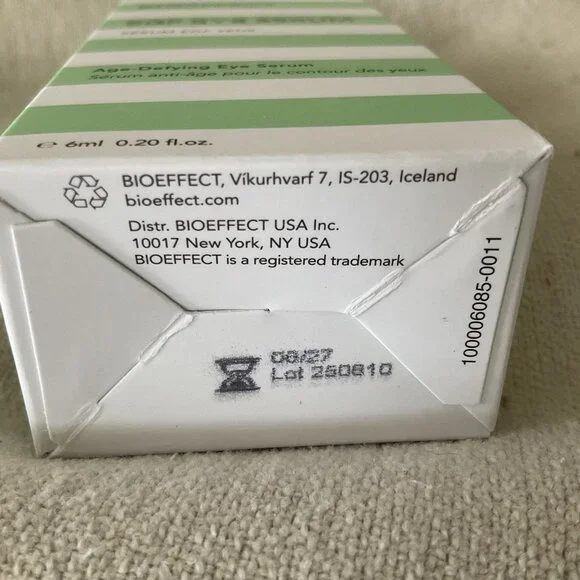 Age-Defying Eye Serum
Sérum anti-âge pour le contour des yeux
℮ 6ml 0.20 fl.oz.
BIOEFFECT, Víkurhvarf 7, IS-203, Iceland
bioeffect.com
Distr. BIOEFFECT USA Inc.
10017 New York, NY USA
BIOEFFECT is a registered trademark
100006085-0011
08/27
Lot 250810